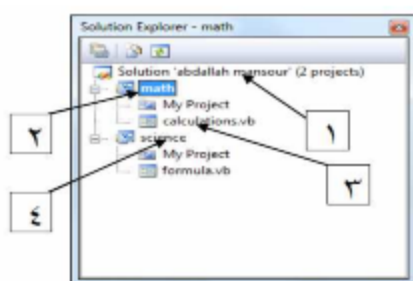 Solution Explorer - math
Solution 'abdallah mansour' (2 projects)
math
My Project
calculations.vb
science
My Project
formula.vb
١
٢
٣
٤